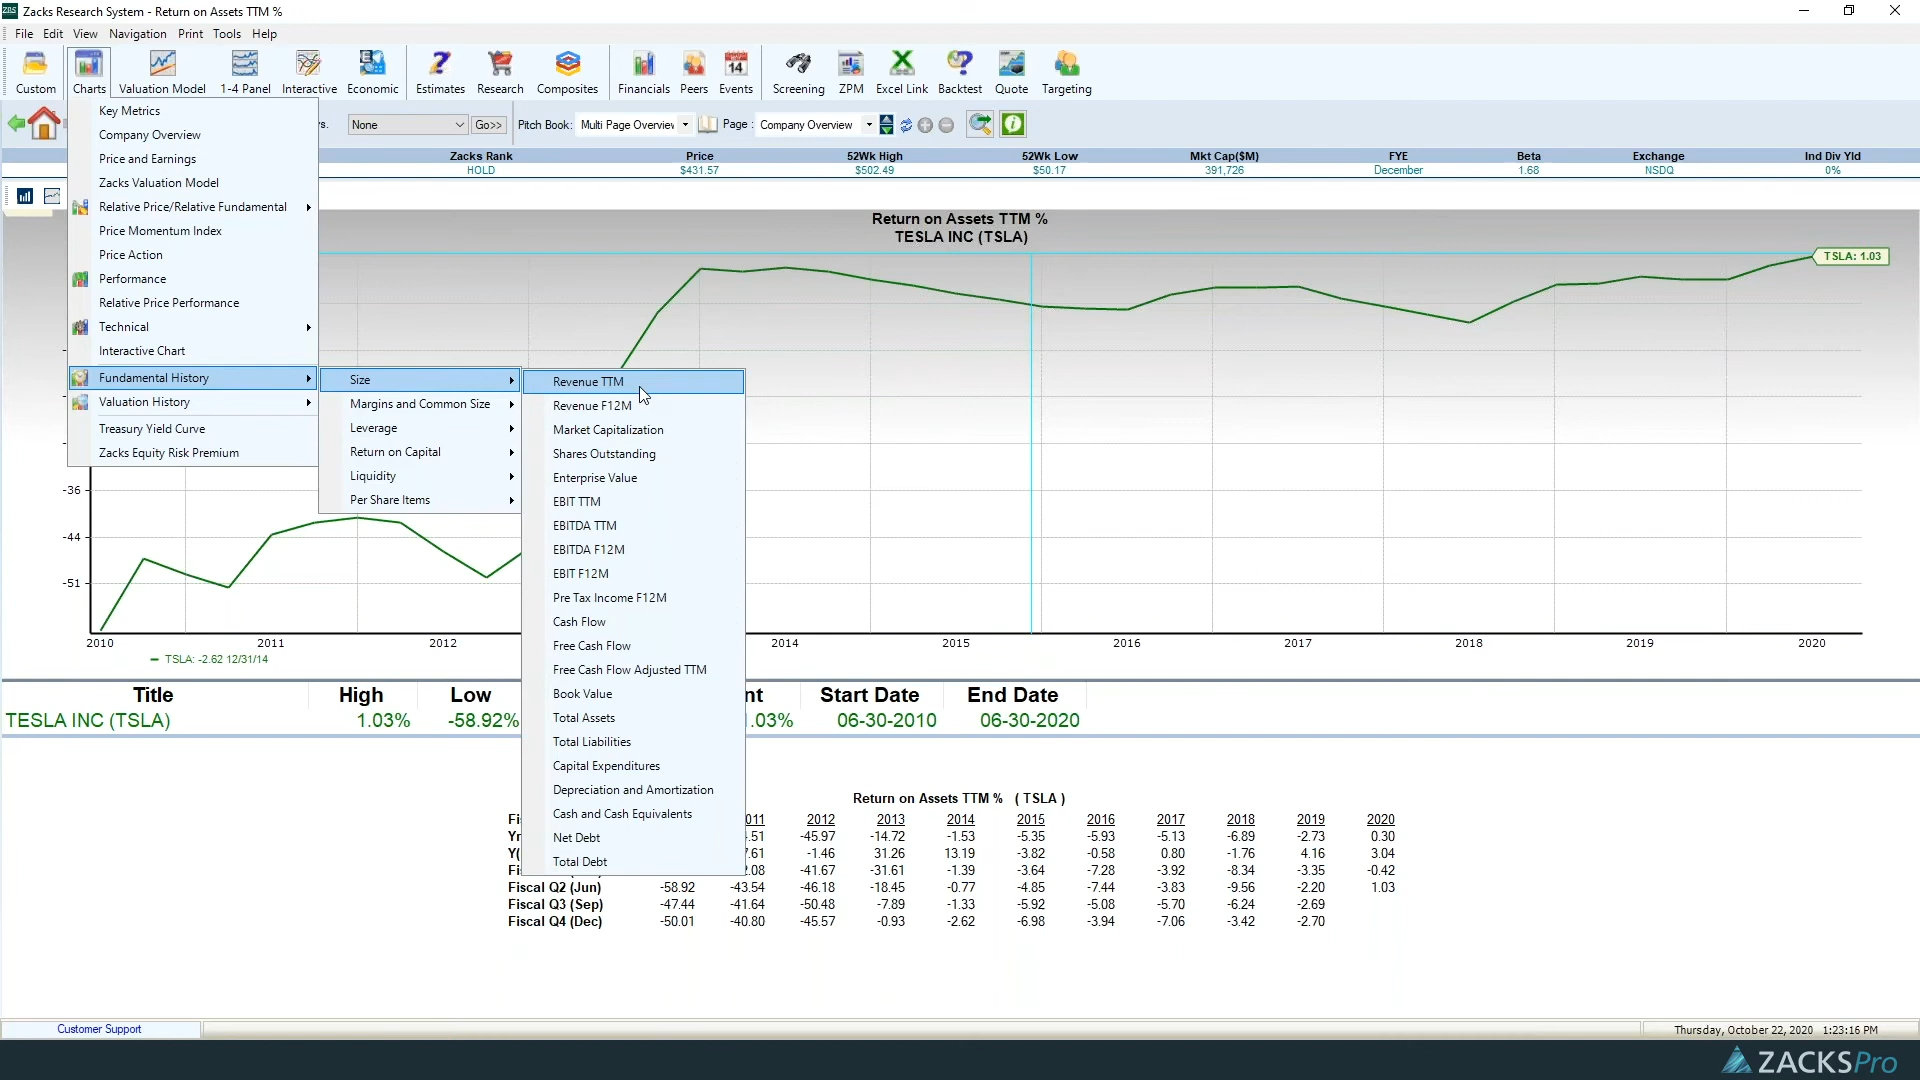 Zacks Research System - Return on Assets TTM %
File Edit View Navigation Print Tools Help
Custom Charts Valuation Model 1-4 Panel Interactive Economic Estimates Research Composites Financials Peers Events Screening ZPM Excel Link Backtest Quote Targeting
vs. None Go>> Pitch Book: Multi Page Overview Page : Company Overview
Zacks Rank Price 52Wk High 52Wk Low Mkt Cap($M) FYE Beta Exchange Ind Div Yld
HOLD $431.57 $502.49 $50.17 391,726 December 1.68 NSDQ 0%
Key Metrics
Company Overview
Price and Earnings
Zacks Valuation Model
Relative Price/Relative Fundamental
Price Momentum Index
Price Action
Performance
Relative Price Performance
Technical
Interactive Chart
Fundamental History
Valuation History
Treasury Yield Curve
Zacks Equity Risk Premium
Size
Margins and Common Size
Leverage
Return on Capital
Liquidity
Per Share Items
Revenue TTM
Revenue F12M
Market Capitalization
Shares Outstanding
Enterprise Value
EBIT TTM
EBITDA TTM
EBITDA F12M
EBIT F12M
Pre Tax Income F12M
Cash Flow
Free Cash Flow
Free Cash Flow Adjusted TTM
Book Value
Total Assets
Total Liabilities
Capital Expenditures
Depreciation and Amortization
Cash and Cash Equivalents
Net Debt
Total Debt
Return on Assets TTM %
TESLA INC (TSLA)
TSLA: 1.03
-36
-44
-51
2010 2011 2012 2014 2015 2016 2017 2018 2019 2020
TSLA: -2.62 12/31/14
Title High Low Start Date End Date
TESLA INC (TSLA) 1.03% -58.92% 06-30-2010 06-30-2020
Return on Assets TTM % ( TSLA )
2012 2013 2014 2015 2016 2017 2018 2019 2020
-45.97 -14.72 -1.53 -5.35 -5.93 -5.13 -6.89 -2.73 0.30
-1.46 31.26 13.19 -3.82 -0.58 0.80 -1.76 4.16 3.04
-41.67 -31.61 -1.39 -3.64 -7.28 -3.92 -8.34 -3.35 -0.42
Fiscal Q2 (Jun) -58.92 -43.54 -46.18 -18.45 -0.77 -4.85 -7.44 -3.83 -9.56 -2.20 1.03
Fiscal Q3 (Sep) -47.44 -41.64 -50.48 -7.89 -1.33 -5.92 -5.08 -5.70 -6.24 -2.69
Fiscal Q4 (Dec) -50.01 -40.80 -45.57 -0.93 -2.62 -6.98 -3.94 -7.06 -3.42 -2.70
Customer Support
Thursday, October 22, 2020 1:23:16 PM
ZACKSPro